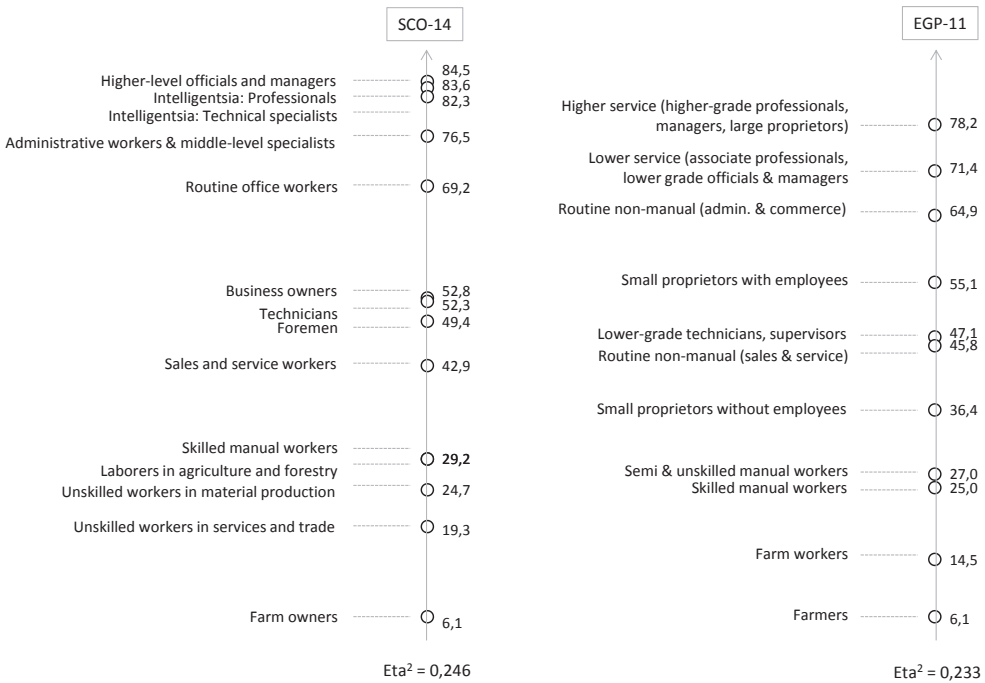 SCO-14
84,5
Higher-level officials and managers
83,6
Intelligentsia: Professionals
82,3
Intelligentsia: Technical specialists
Administrative workers & middle-level specialists
76,5
Routine office workers
69,2
Business owners
52,8
52,3
Technicians
Foremen
49,4
Sales and service workers
42,9
Skilled manual workers
29,2
Laborers in agriculture and forestry
Unskilled workers in material production
24,7
Unskilled workers in services and trade
19,3
Farm owners
6,1
Eta² = 0,246
EGP-11
Higher service (higher-grade professionals,
managers, large proprietors)
78,2
Lower service (associate professionals,
lower grade officials & mamagers
71,4
Routine non-manual (admin. & commerce)
64,9
Small proprietors with employees
55,1
Lower-grade technicians, supervisors
47,1
45,8
Routine non-manual (sales & service)
Small proprietors without employees
36,4
Semi & unskilled manual workers
27,0
Skilled manual workers
25,0
Farm workers
14,5
Farmers
6,1
Eta² = 0,233